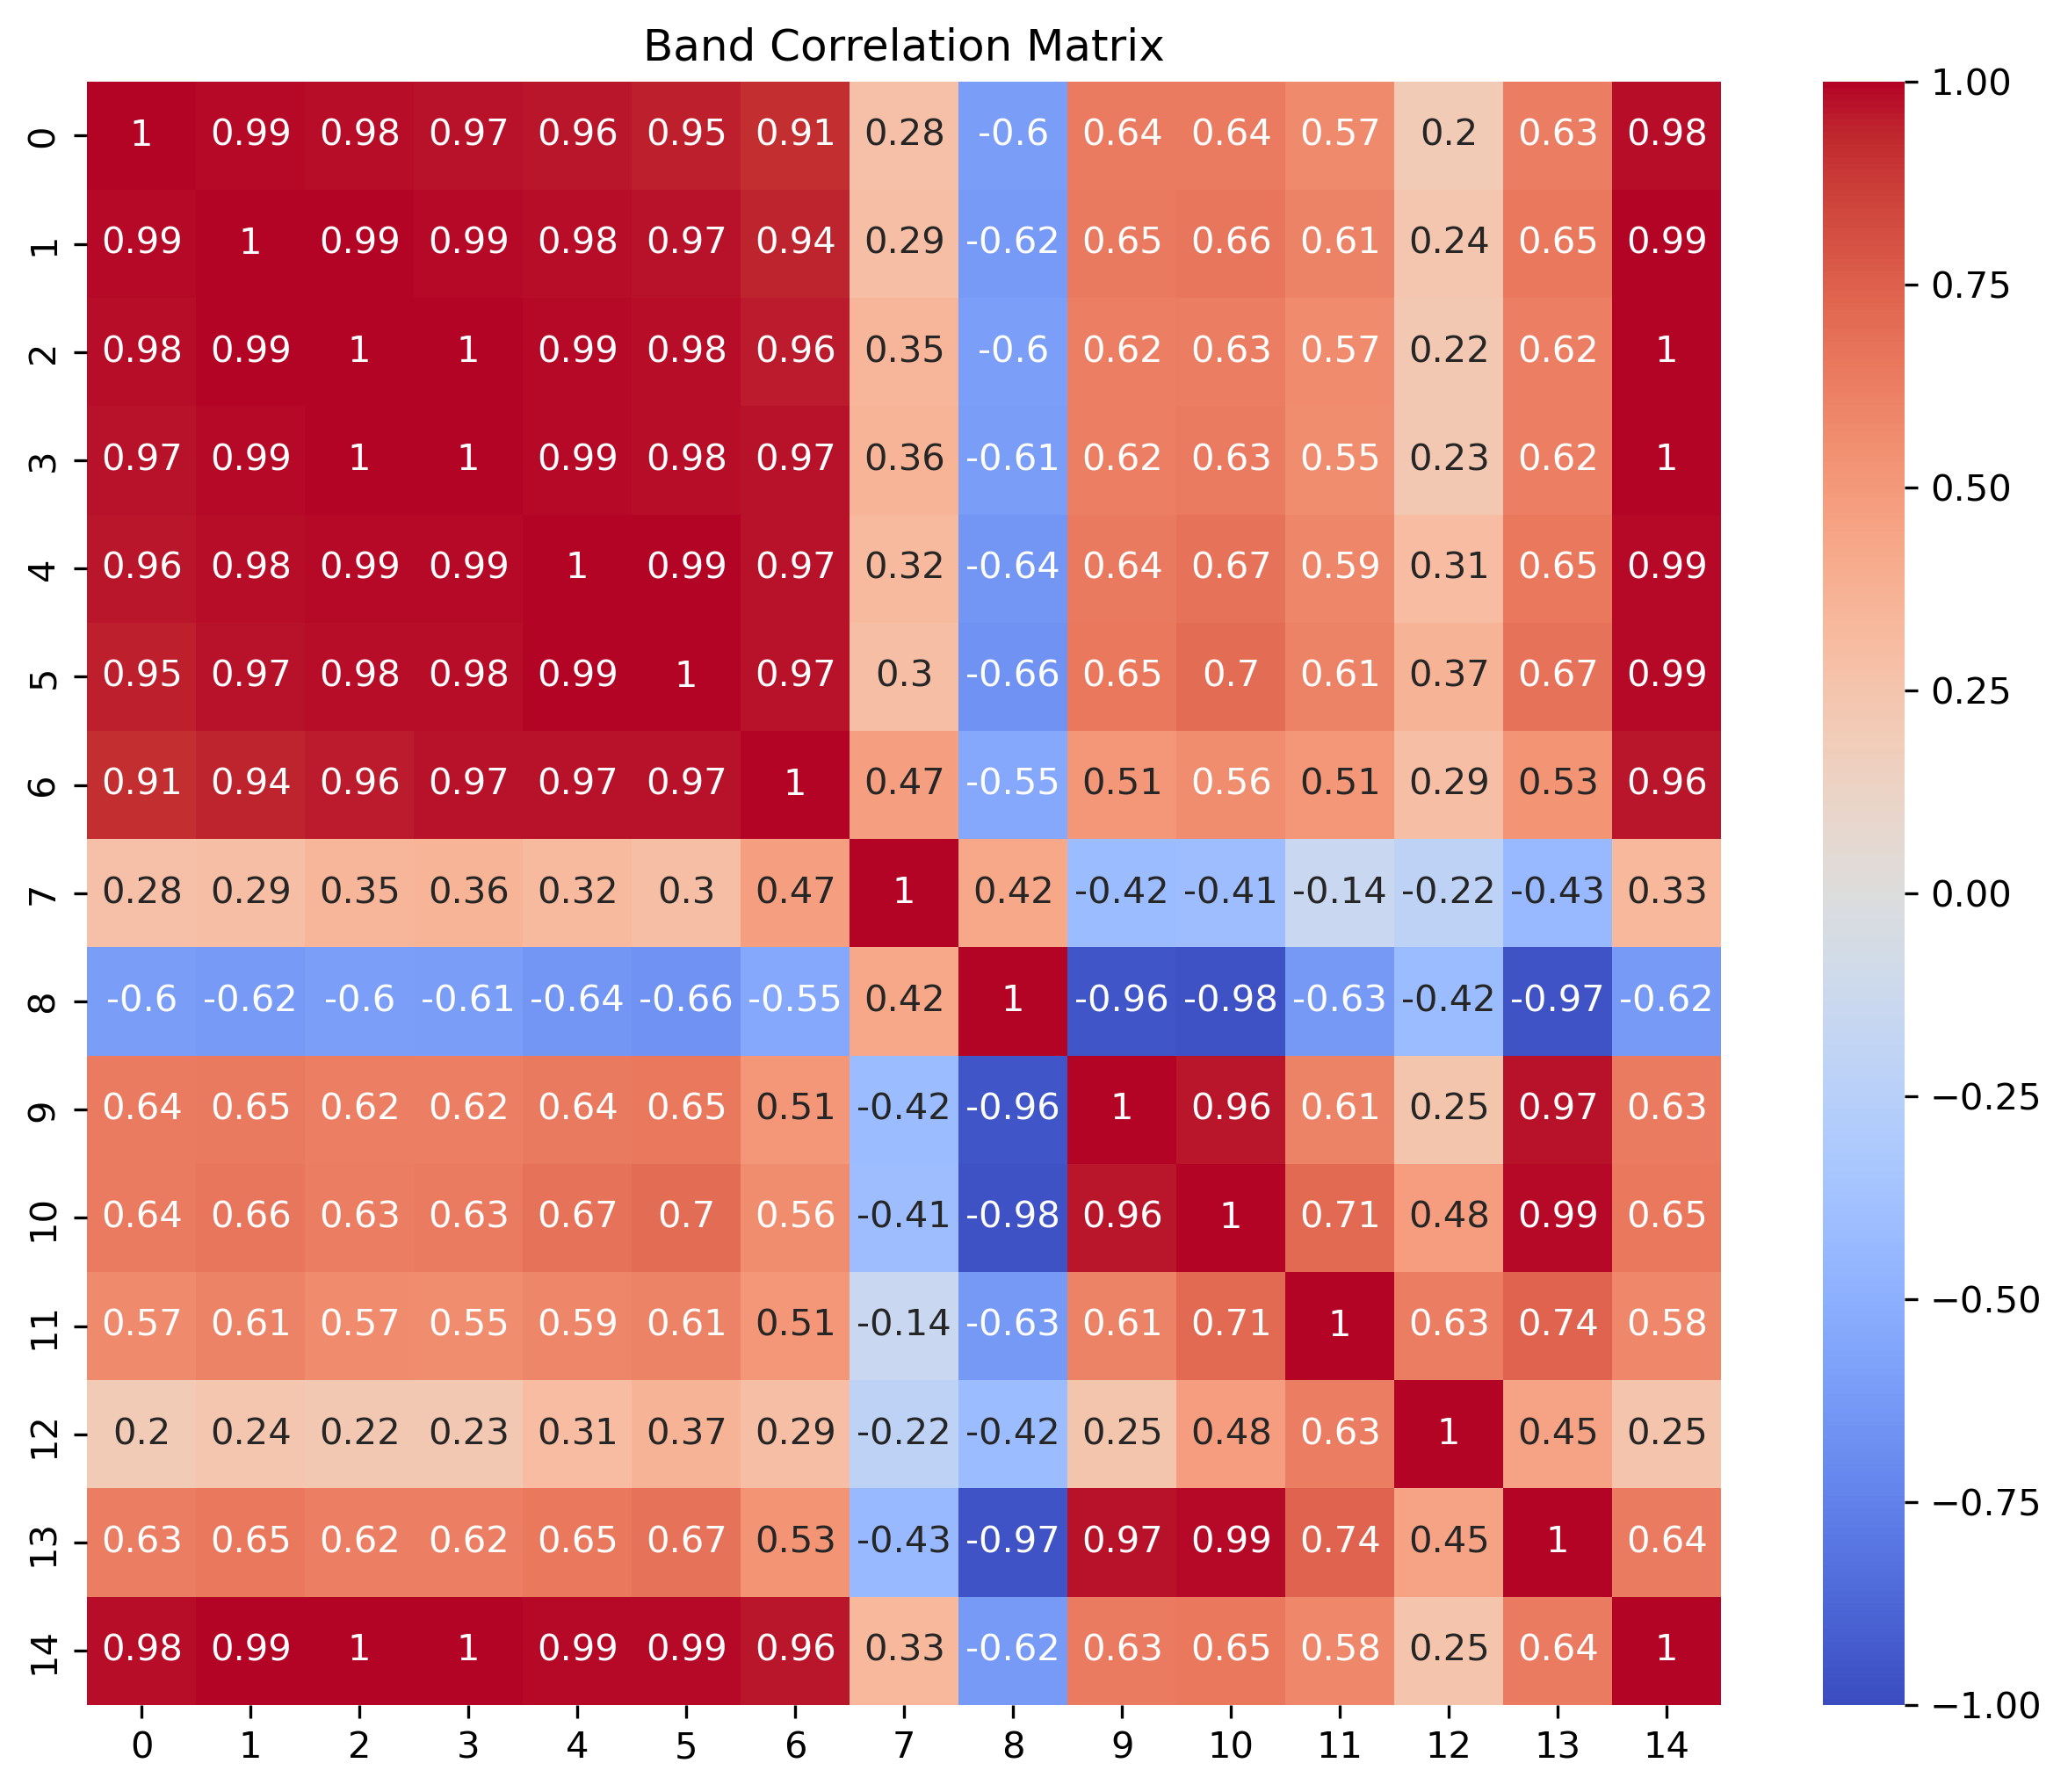 Band Correlation Matrix
0 1 0.99 0.98 0.97 0.96 0.95 0.91 0.28 -0.6 0.64 0.64 0.57 0.2 0.63 0.98
1 0.99 1 0.99 0.99 0.98 0.97 0.94 0.29 -0.62 0.65 0.66 0.61 0.24 0.65 0.99
2 0.98 0.99 1 1 0.99 0.98 0.96 0.35 -0.6 0.62 0.63 0.57 0.22 0.62 1
3 0.97 0.99 1 1 0.99 0.98 0.97 0.36 -0.61 0.62 0.63 0.55 0.23 0.62 1
4 0.96 0.98 0.99 0.99 1 0.99 0.97 0.32 -0.64 0.64 0.67 0.59 0.31 0.65 0.99
5 0.95 0.97 0.98 0.98 0.99 1 0.97 0.3 -0.66 0.65 0.7 0.61 0.37 0.67 0.99
6 0.91 0.94 0.96 0.97 0.97 0.97 1 0.47 -0.55 0.51 0.56 0.51 0.29 0.53 0.96
7 0.28 0.29 0.35 0.36 0.32 0.3 0.47 1 0.42 -0.42 -0.41 -0.14 -0.22 -0.43 0.33
8 -0.6 -0.62 -0.6 -0.61 -0.64 -0.66 -0.55 0.42 1 -0.96 -0.98 -0.63 -0.42 -0.97 -0.62
9 0.64 0.65 0.62 0.62 0.64 0.65 0.51 -0.42 -0.96 1 0.96 0.61 0.25 0.97 0.63
10 0.64 0.66 0.63 0.63 0.67 0.7 0.56 -0.41 -0.98 0.96 1 0.71 0.48 0.99 0.65
11 0.57 0.61 0.57 0.55 0.59 0.61 0.51 -0.14 -0.63 0.61 0.71 1 0.63 0.74 0.58
12 0.2 0.24 0.22 0.23 0.31 0.37 0.29 -0.22 -0.42 0.25 0.48 0.63 1 0.45 0.25
13 0.63 0.65 0.62 0.62 0.65 0.67 0.53 -0.43 -0.97 0.97 0.99 0.74 0.45 1 0.64
14 0.98 0.99 1 1 0.99 0.99 0.96 0.33 -0.62 0.63 0.65 0.58 0.25 0.64 1
0 1 2 3 4 5 6 7 8 9 10 11 12 13 14
1.00
0.75
0.50
0.25
0.00
−0.25
−0.50
−0.75
−1.00